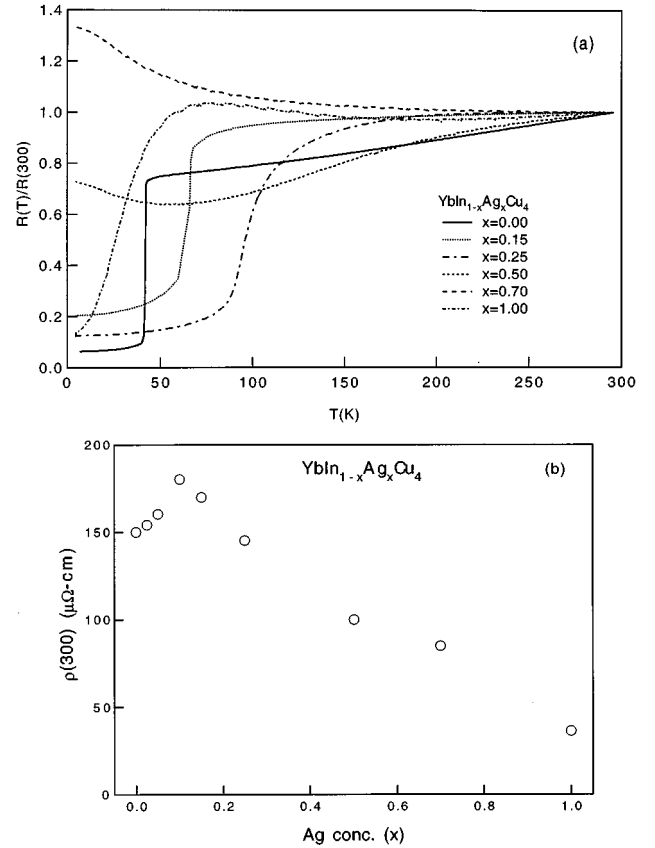 1.4
(a)
1.2
1.0
0.8
0.6
0.4
0.2
0.0
R(T)/R(300)
YbIn1-xAgxCu4
x=0.00
x=0.15
x=0.25
x=0.50
x=0.70
x=1.00
0 50 100 150 200 250 300
T(K)
200
YbIn1-xAgxCu4 (b)
150
100
50
0
ρ(300) (μΩ-cm)
0.0 0.2 0.4 0.6 0.8 1.0
Ag conc. (x)